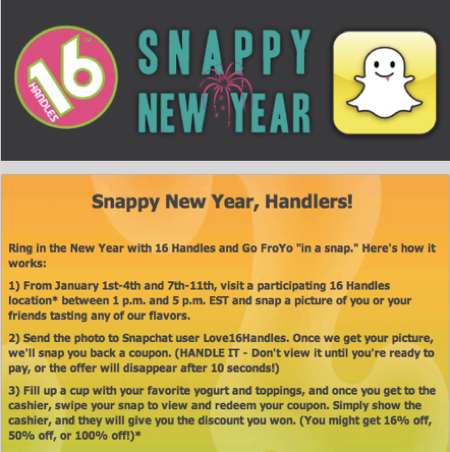 16
HANDLES
SNAPPY
NEW YEAR
Snappy New Year, Handlers!
Ring in the New Year with 16 Handles and Go FroYo "in a snap." Here's how it
works:
1) From January 1st-4th and 7th-11th, visit a participating 16 Handles
location* between 1 p.m. and 5 p.m. EST and snap a picture of you or your
friends tasting any of our flavors.
2) Send the photo to Snapchat user Love16Handles. Once we get your picture,
we'll snap you back a coupon. (HANDLE IT - Don't view it until you're ready to
pay, or the offer will disappear after 10 seconds!)
3) Fill up a cup with your favorite yogurt and toppings, and once you get to the
cashier, swipe your snap to view and redeem your coupon. Simply show the
cashier, and they will give you the discount you won. (You might get 16% off,
50% off, or 100% off!)*